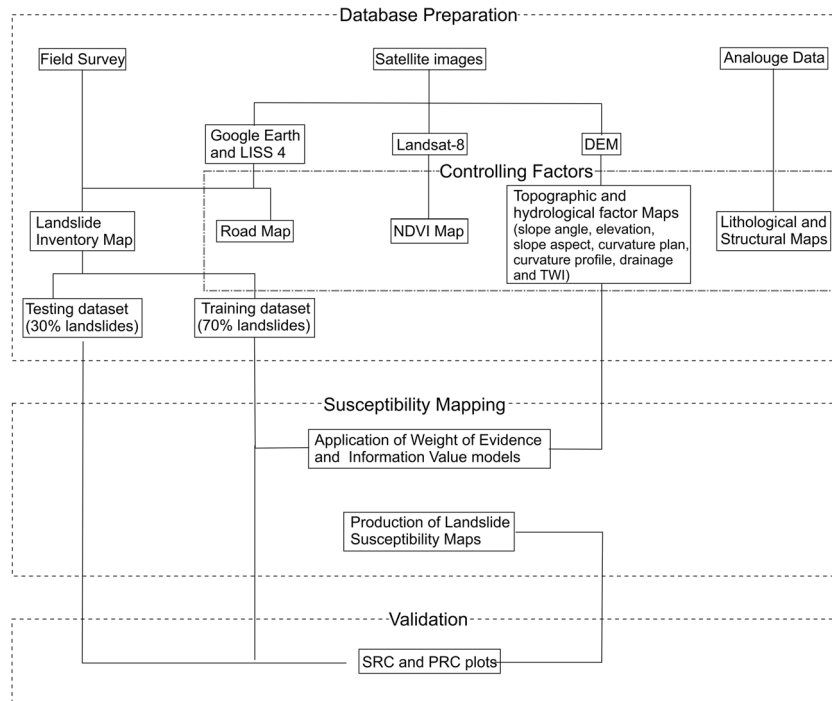 Database Preparation
Field Survey
Satellite images
Analouge Data
Google Earth
and LISS 4
Landsat-8
DEM
Controlling Factors
Landslide
Inventory Map
Road Map
NDVI Map
Topographic and
hydrological factor Maps
(slope angle, elevation,
slope aspect, curvature plan,
curvature profile, drainage
and TWI)
Lithological and
Structural Maps
Testing dataset
(30% landslides)
Training dataset
(70% landslides)
Susceptibility Mapping
Application of Weight of Evidence
and Information Value models
Production of Landslide
Susceptibility Maps
Validation
SRC and PRC plots